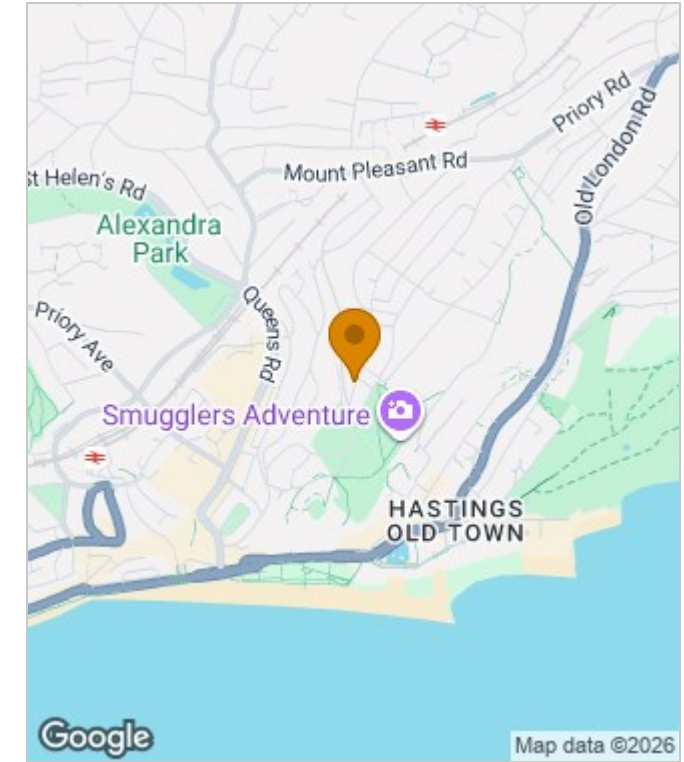 Priory Rd
Old London Rd
Mount Pleasant Rd
St Helen's Rd
Alexandra
Park
Queens Rd
Priory Ave
Smugglers Adventure
HASTINGS
OLD TOWN
Google
Map data ©2026